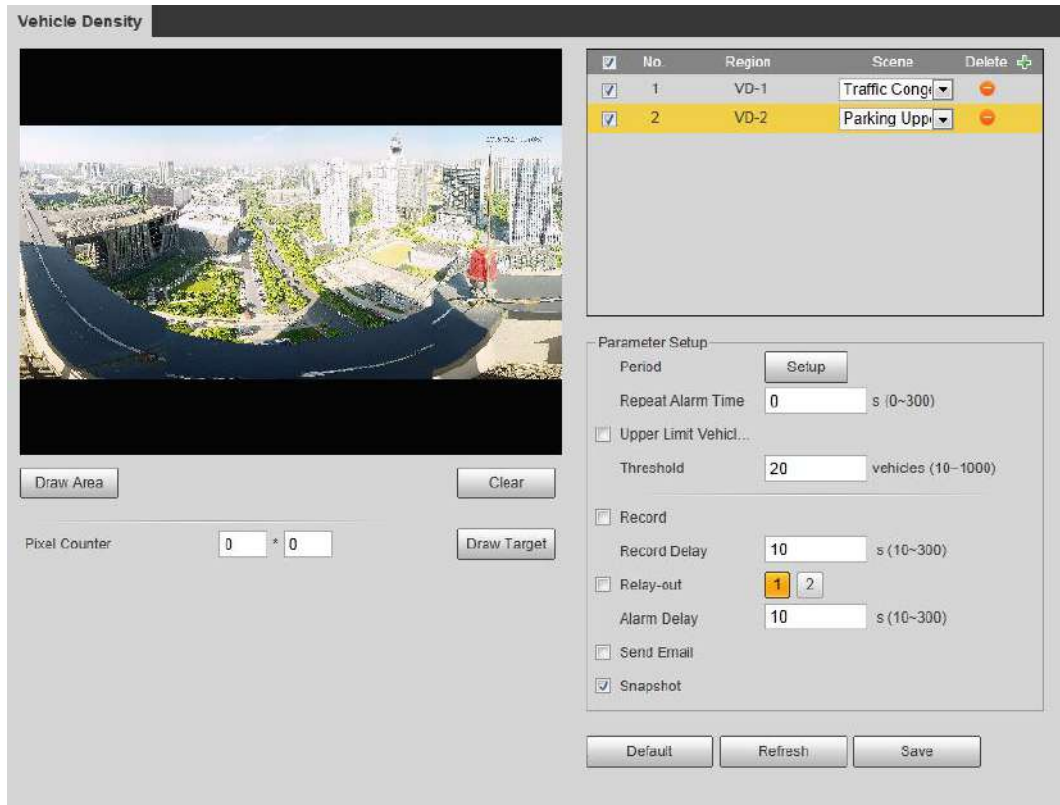 Vehicle Density
No. Region Scene Delete
1 VD-1 Traffic Cong
2 VD-2 Parking Upp
Draw Area Clear
Pixel Counter 0 * 0 Draw Target
Parameter Setup
Period Setup
Repeat Alarm Time 0 s (0~300)
Upper Limit Vehicl...
Threshold 20 vehicles (10~1000)
Record
Record Delay 10 s (10~300)
Relay-out 1 2
Alarm Delay 10 s (10~300)
Send Email
Snapshot
Default Refresh Save